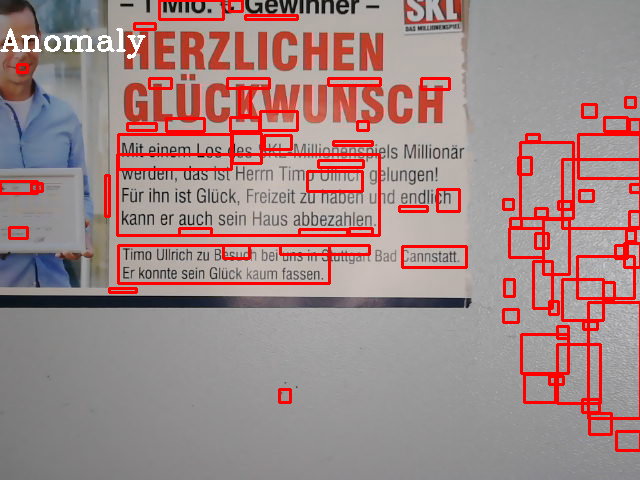 – 1 Mio. € Gewinner –
SKL
DAS MILLIONENSPIEL
Anomaly
HERZLICHEN
GLÜCKWUNSCH
Mit einem Los des SKL-Millionenspiels Millionär
werden, das ist Herrn Timo Ullrich gelungen!
Für ihn ist Glück, Freizeit zu haben und endlich
kann er auch sein Haus abbezahlen.
Timo Ullrich zu Besuch bei uns in Stuttgart Bad Cannstatt.
Er konnte sein Glück kaum fassen.